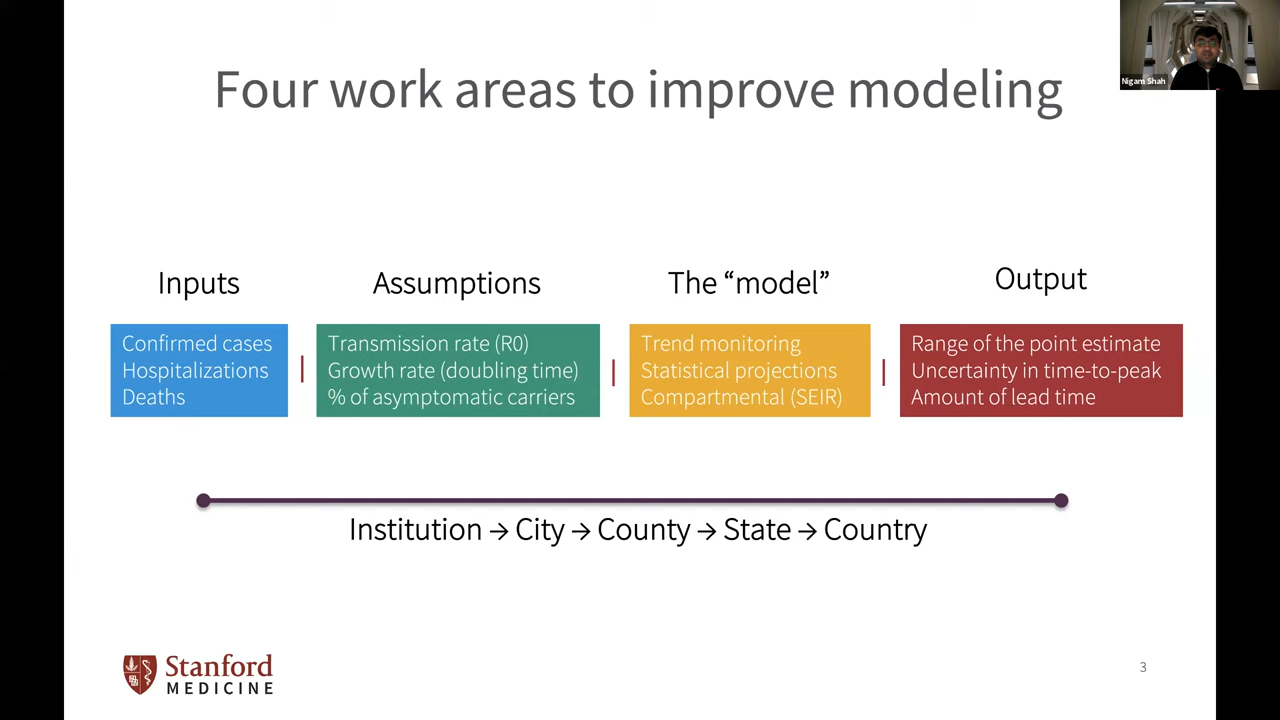 Four work areas to improve modeling
Nigam Shah
Inputs
Confirmed cases
Hospitalizations
Deaths
Assumptions
Transmission rate (R0)
Growth rate (doubling time)
% of asymptomatic carriers
The “model”
Trend monitoring
Statistical projections
Compartmental (SEIR)
Output
Range of the point estimate
Uncertainty in time-to-peak
Amount of lead time
Institution → City → County → State → Country
Stanford
MEDICINE
3